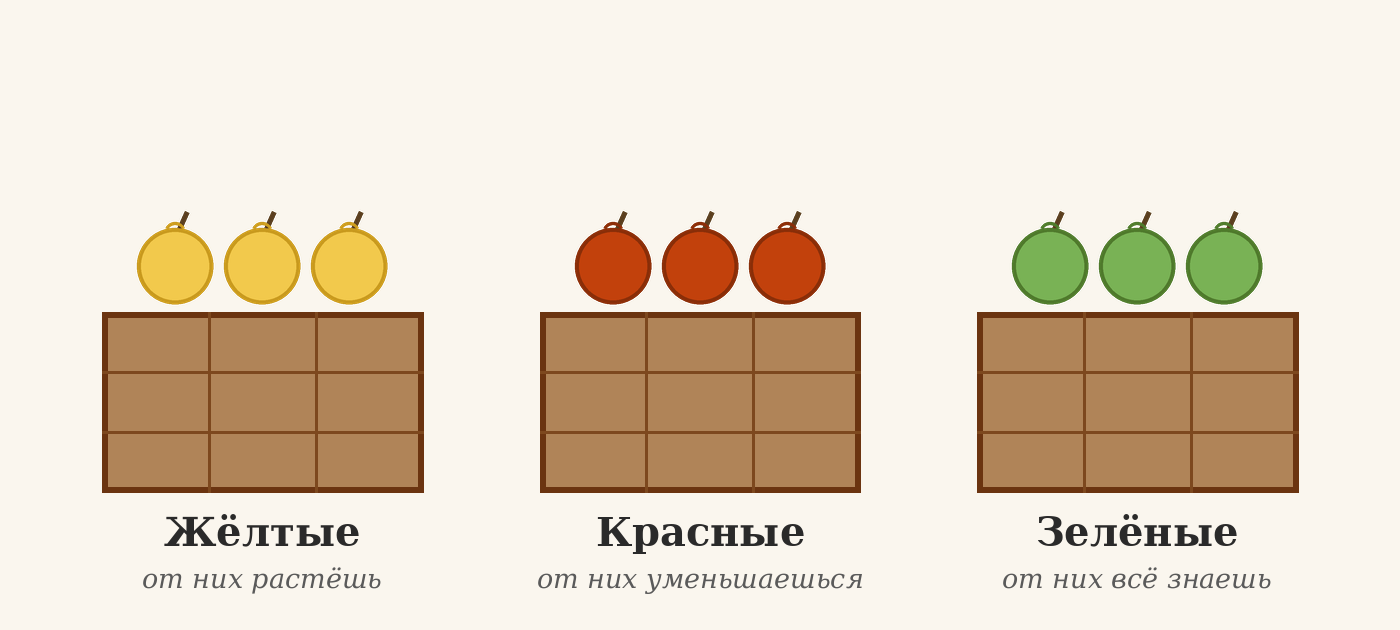 Жёлтые
от них растёшь
Красные
от них уменьшаешься
Зелёные
от них всё знаешь